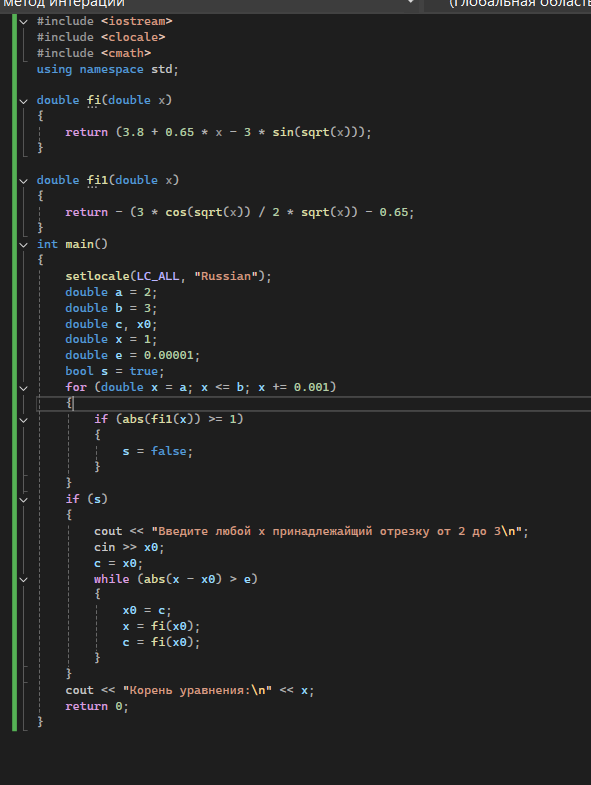 метод интерации
(Глобальная область
#include <iostream>
#include <clocale>
#include <cmath>
using namespace std;
double fi(double x)
{
return (3.8 + 0.65 * x - 3 * sin(sqrt(x)));
}
double fi1(double x)
{
return - (3 * cos(sqrt(x)) / 2 * sqrt(x)) - 0.65;
}
int main()
{
setlocale(LC_ALL, "Russian");
double a = 2;
double b = 3;
double c, x0;
double x = 1;
double e = 0.00001;
bool s = true;
for (double x = a; x <= b; x += 0.001)
{
if (abs(fi1(x)) >= 1)
{
s = false;
}
}
if (s)
{
cout << "Введите любой x принадлежайщий отрезку от 2 до 3\n";
cin >> x0;
c = x0;
while (abs(x - x0) > e)
{
x0 = c;
x = fi(x0);
c = fi(x0);
}
}
cout << "Корень уравнения:\n" << x;
return 0;
}